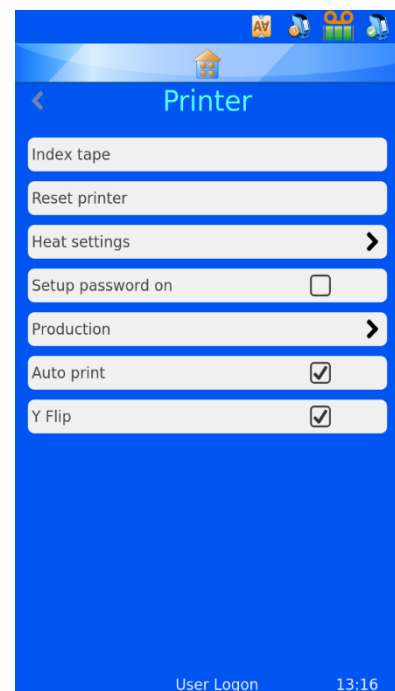 Printer
Index tape
Reset printer
Heat settings
Setup password on
Production
Auto print
Y Flip
User Logon 13:16